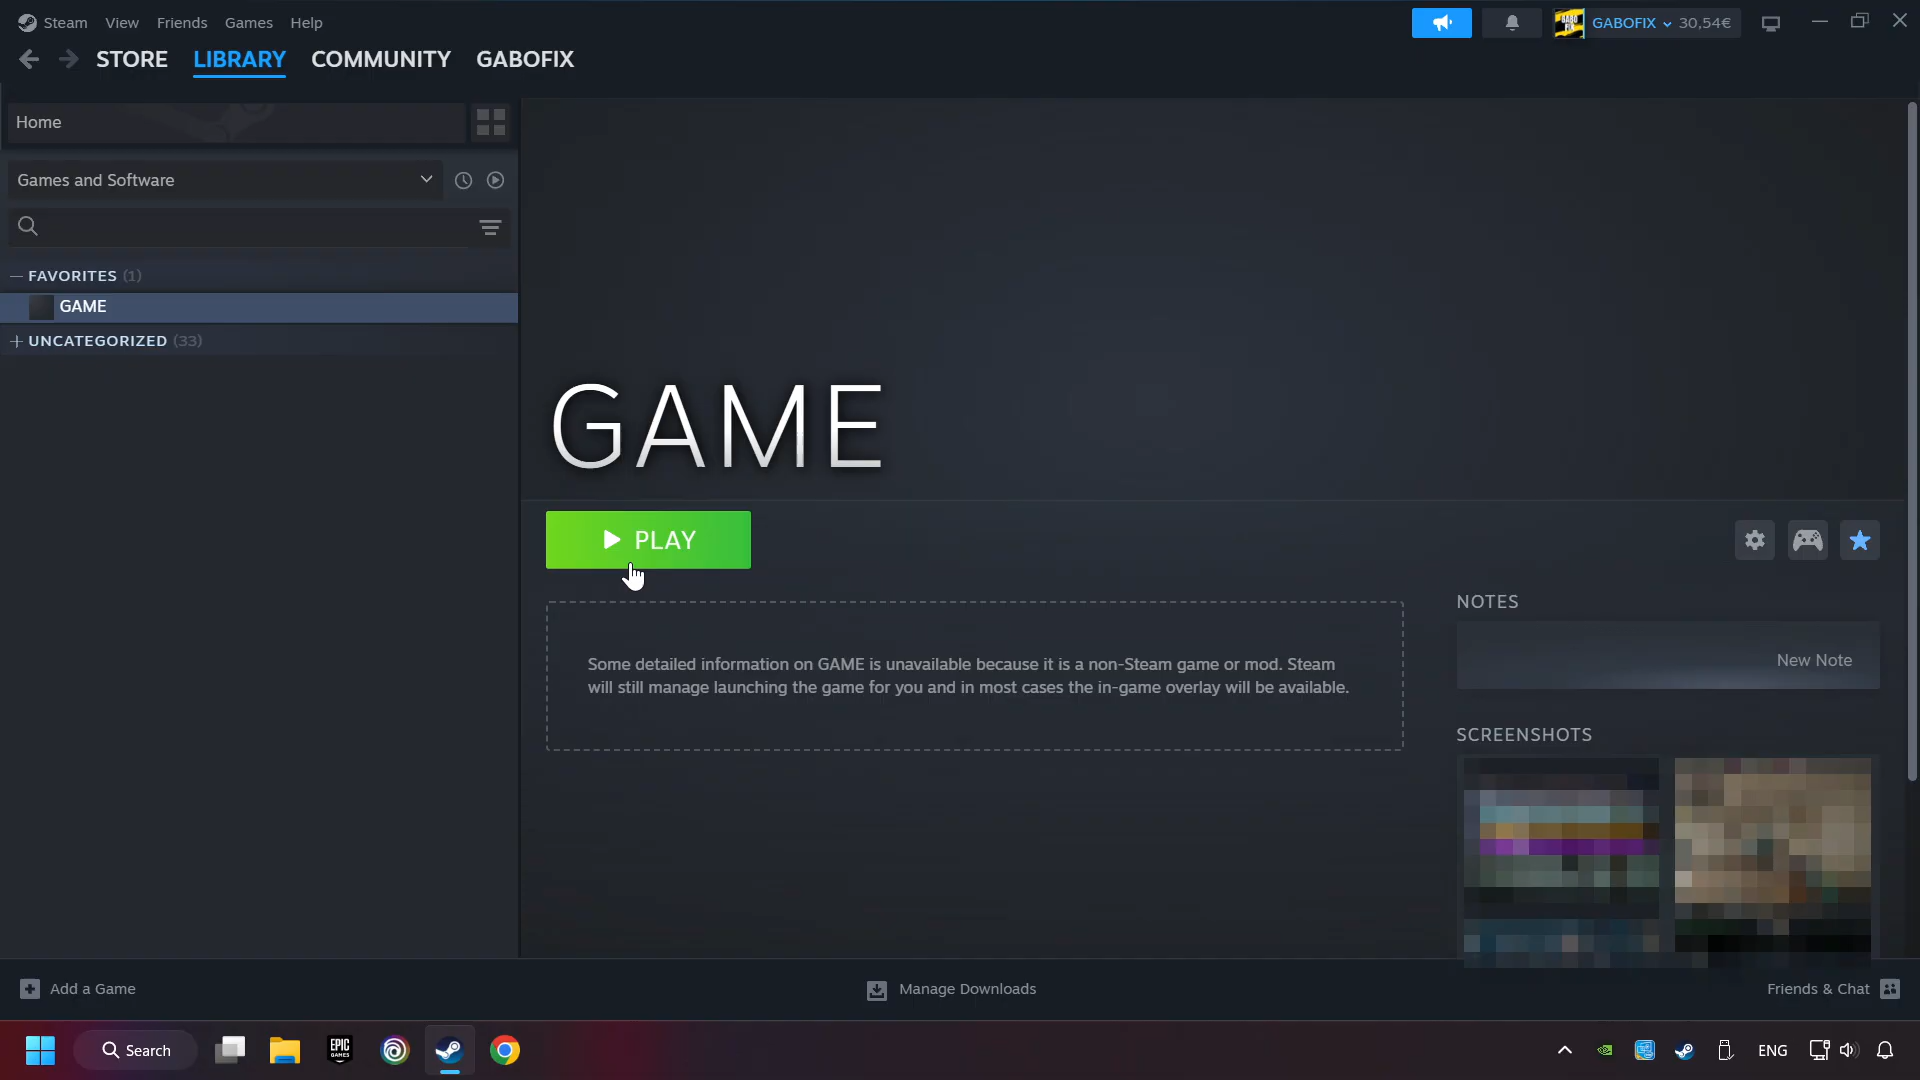 Steam View Friends Games Help
GABOFIX 30,54€
STORE LIBRARY COMMUNITY GABOFIX
Home
Games and Software
— FAVORITES (1)
GAME
+ UNCATEGORIZED (33)
GAME
PLAY
Some detailed information on GAME is unavailable because it is a non-Steam game or mod. Steam
will still manage launching the game for you and in most cases the in-game overlay will be available.
NOTES
New Note
SCREENSHOTS
Add a Game
Manage Downloads
Friends & Chat
Search
EPIC
GAMES
ENG